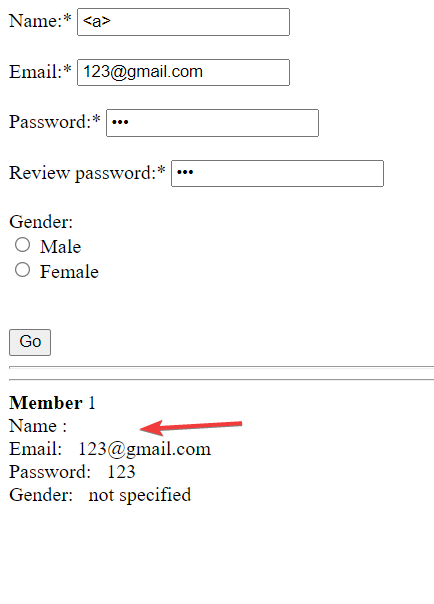 Name:* <a>
Email:* 123@gmail.com
Password:* •••
Review password:* •••
Gender:
Male
Female
Go
Member 1
Name :
Email: 123@gmail.com
Password: 123
Gender: not specified